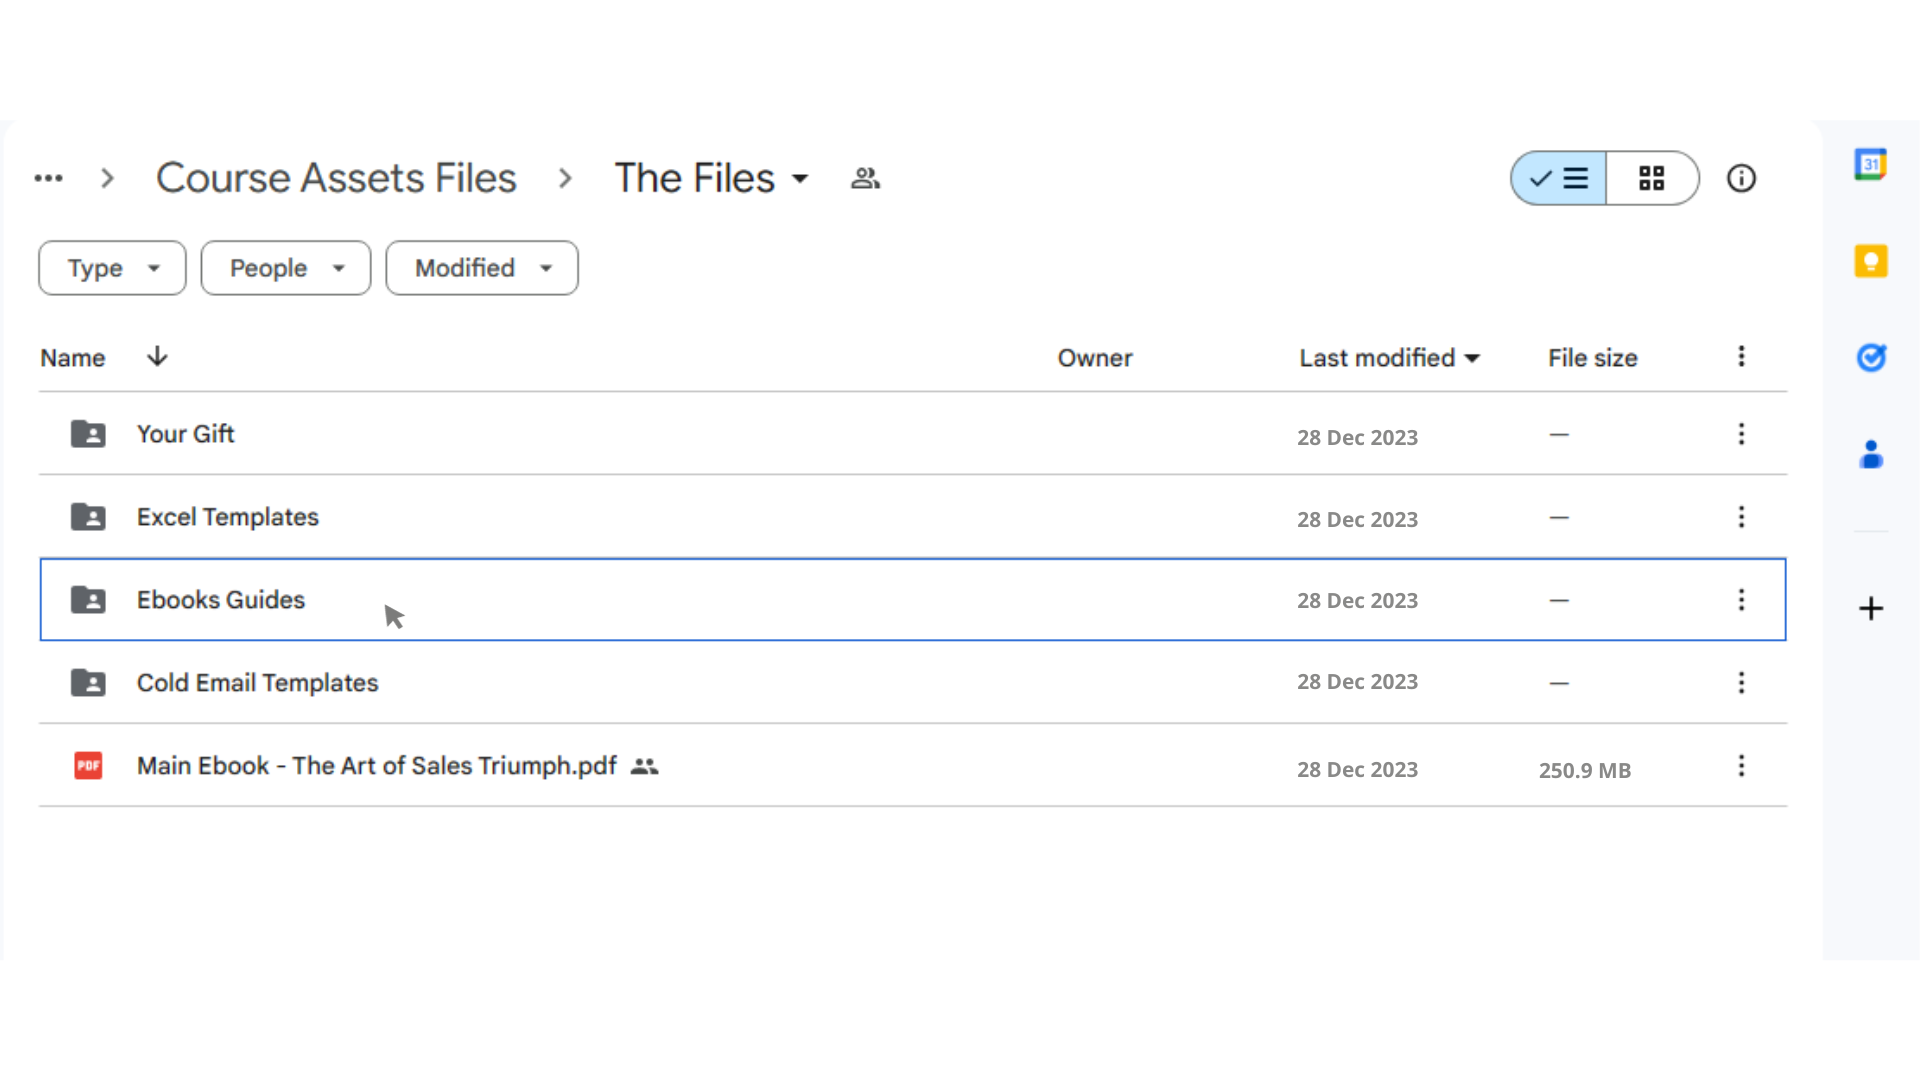 Course Assets Files The Files
Type People Modified
Name Owner Last modified File size
Your Gift 28 Dec 2023 —
Excel Templates 28 Dec 2023 —
Ebooks Guides 28 Dec 2023 —
Cold Email Templates 28 Dec 2023 —
PDF Main Ebook - The Art of Sales Triumph.pdf 28 Dec 2023 250.9 MB
31